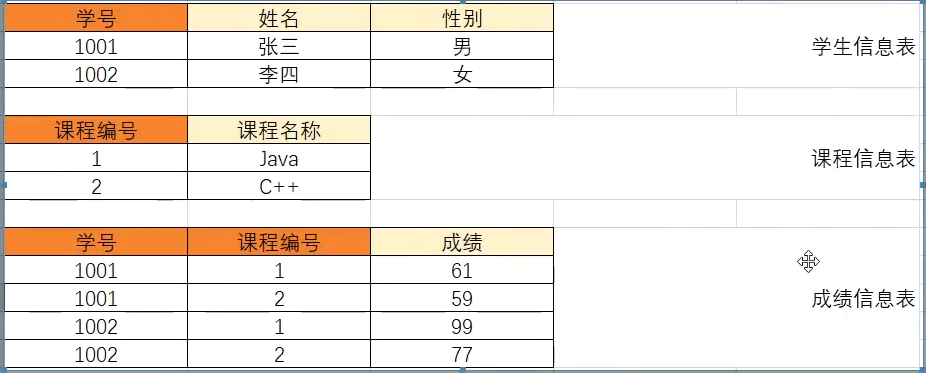 学号 姓名 性别
1001 张三 男
学生信息表
1002 李四 女
课程编号 课程名称
1 Java
课程信息表
2 C++
学号 课程编号 成绩
1001 1 61
1001 2 59
成绩信息表
1002 1 99
1002 2 77